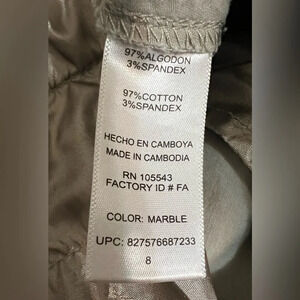 97%ALGODON
3%SPANDEX
97%COTTON
3%SPANDEX
HECHO EN CAMBOYA
MADE IN CAMBODIA
RN 105543
FACTORY ID # FA
COLOR: MARBLE
UPC: 827576687233
8